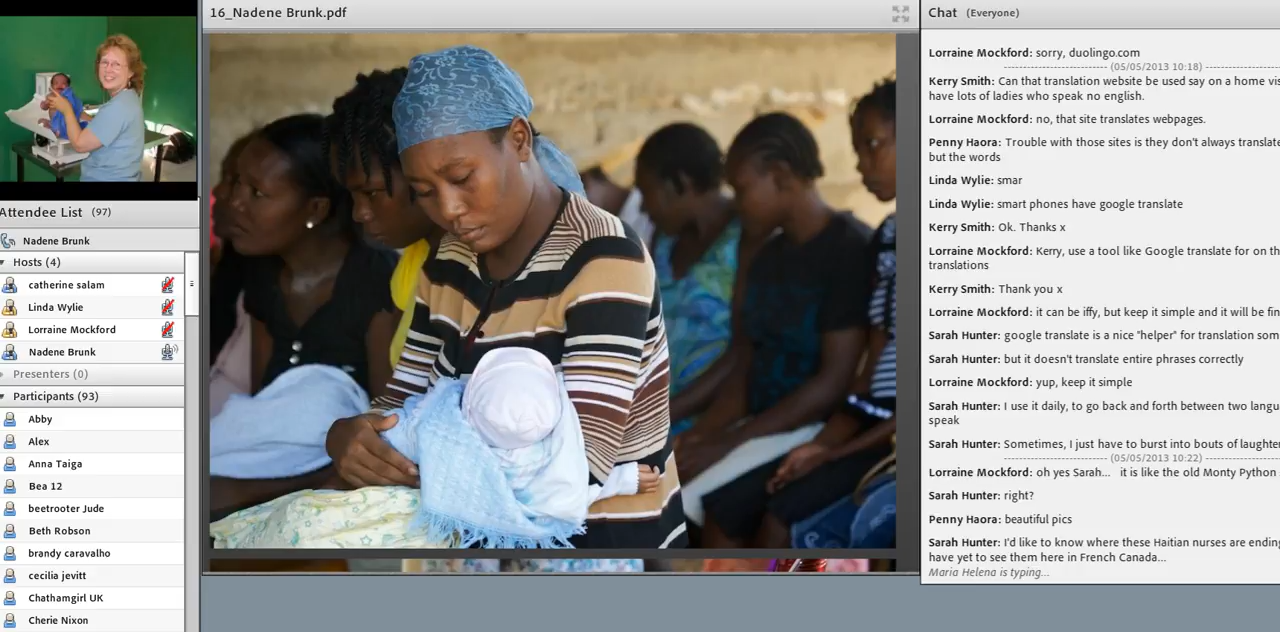 Attendee List (97)
Nadene Brunk
Hosts (4)
catherine salam
Linda Wylie
Lorraine Mockford
Nadene Brunk
Presenters (0)
Participants (93)
Abby
Alex
Anna Taiga
Bea 12
beetrooter Jude
Beth Robson
brandy caravalho
cecilia jevitt
Chathamgirl UK
Cherie Nixon
16_Nadene Brunk.pdf
Chat (Everyone)
Lorraine Mockford: sorry, duolingo.com
(05/05/2013 10:18)
Kerry Smith: Can that translation website be used say on a home vi
have lots of ladies who speak no english.
Lorraine Mockford: no, that site translates webpages.
Penny Haora: Trouble with those sites is they don't always translate
but the words
Linda Wylie: smar
Linda Wylie: smart phones have google translate
Kerry Smith: Ok. Thanks x
Lorraine Mockford: Kerry, use a tool like Google translate for on th
translations
Kerry Smith: Thank you x
Lorraine Mockford: it can be iffy, but keep it simple and it will be fin
Sarah Hunter: google translate is a nice "helper" for translation som
Sarah Hunter: but it doesn't translate entire phrases correctly
Lorraine Mockford: yup, keep it simple
Sarah Hunter: I use it daily, to go back and forth between two langu
speak
Sarah Hunter: Sometimes, I just have to burst into bouts of laughter
(05/05/2013 10:22)
Lorraine Mockford: oh yes Sarah... it is like the old Monty Python
Sarah Hunter: right?
Penny Haora: beautiful pics
Sarah Hunter: I'd like to know where these Haitian nurses are ending
have yet to see them here in French Canada...
Maria Helena is typing...